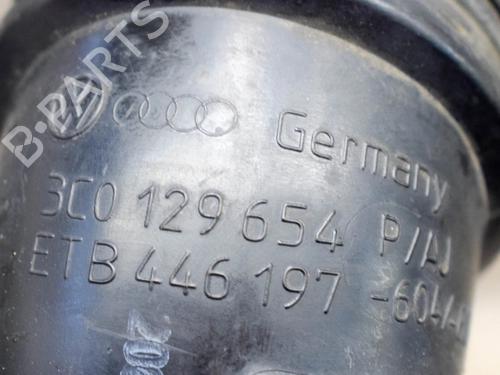 B-PARTS
Germany
3C0 129 654 P/AJ
ETB 446 197